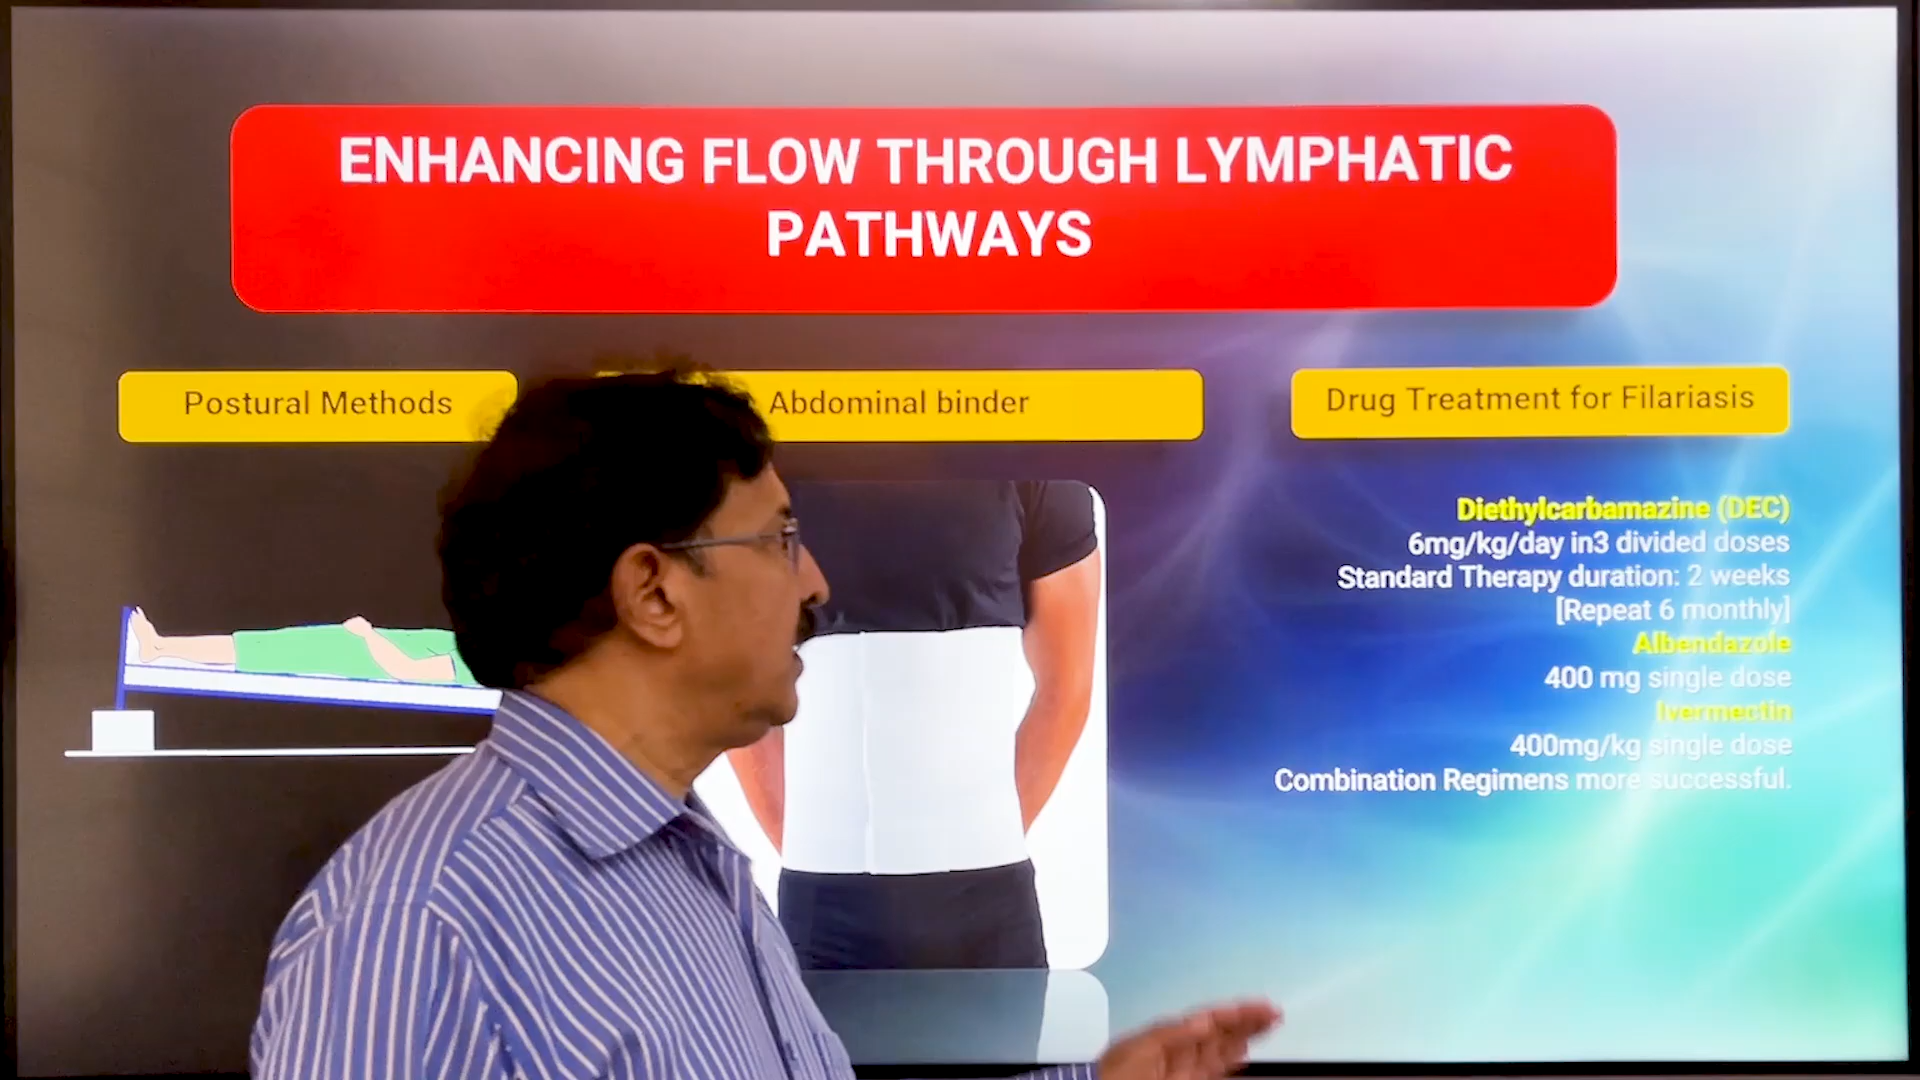 ENHANCING FLOW THROUGH LYMPHATIC
PATHWAYS
Postural Methods
Abdominal binder
Drug Treatment for Filariasis
Diethylcarbamazine (DEC)
6mg/kg/day in3 divided doses
Standard Therapy duration: 2 weeks
[Repeat 6 monthly]
Albendazole
400 mg single dose
Ivermectin
400mg/kg single dose
Combination Regimens more successful.